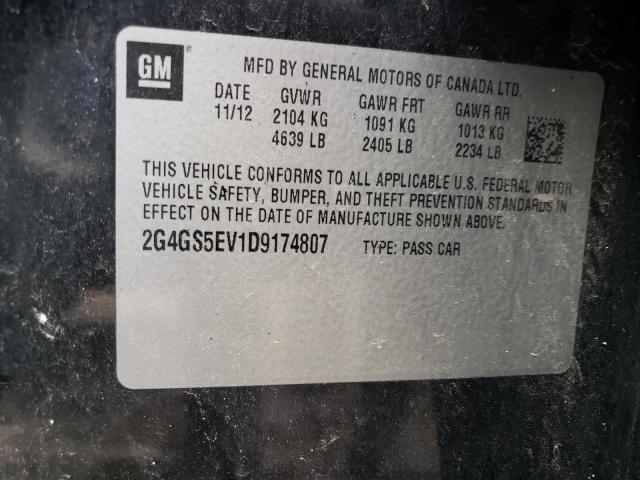 GM
MFD BY GENERAL MOTORS OF CANADA LTD.
DATE GVWR GAWR FRT GAWR RR
11/12 2104 KG 1091 KG 1013 KG
4639 LB 2405 LB 2234 LB
THIS VEHICLE CONFORMS TO ALL APPLICABLE U.S. FEDERAL MOTOR
VEHICLE SAFETY, BUMPER, AND THEFT PREVENTION STANDARDS IN
EFFECT ON THE DATE OF MANUFACTURE SHOWN ABOVE.
2G4GS5EV1D9174807 TYPE: PASS CAR